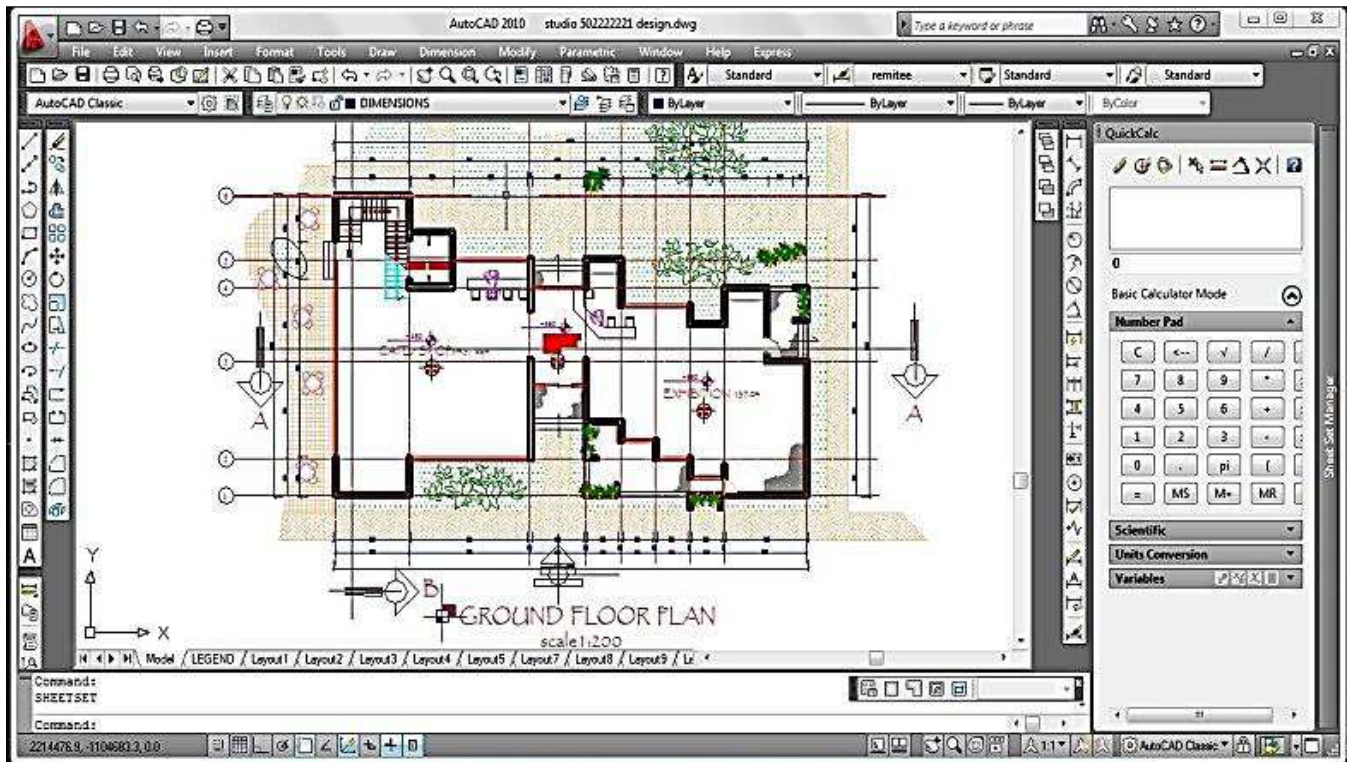 AutoCAD 2010 studio 502222221 design.dwg Type a keyword or phrase
File Edit View Insert Format Tools Draw Dimension Modify Parametric Window Help Express
Standard remitee Standard Standard
AutoCAD Classic DIMENSIONS ByLayer ByLayer ByLayer ByColor
QuickCalc
0
Basic Calculator Mode
Number Pad
C <-- √ /
7 8 9 *
4 5 6 +
1 2 3 -
0 . pi (
= MS M+ MR
Scientific
Units Conversion
Variables
Sheet Set Manager
A A
B
GROUND FLOOR PLAN
scale1:200
Y
X
Model LEGEND Layout1 Layout2 Layout3 Layout4 Layout5 Layout7 Layout8 Layout9
Command:
SHEETSET
Command:
2214476.9, -1104683.3, 0.0 1:1 AutoCAD Classic